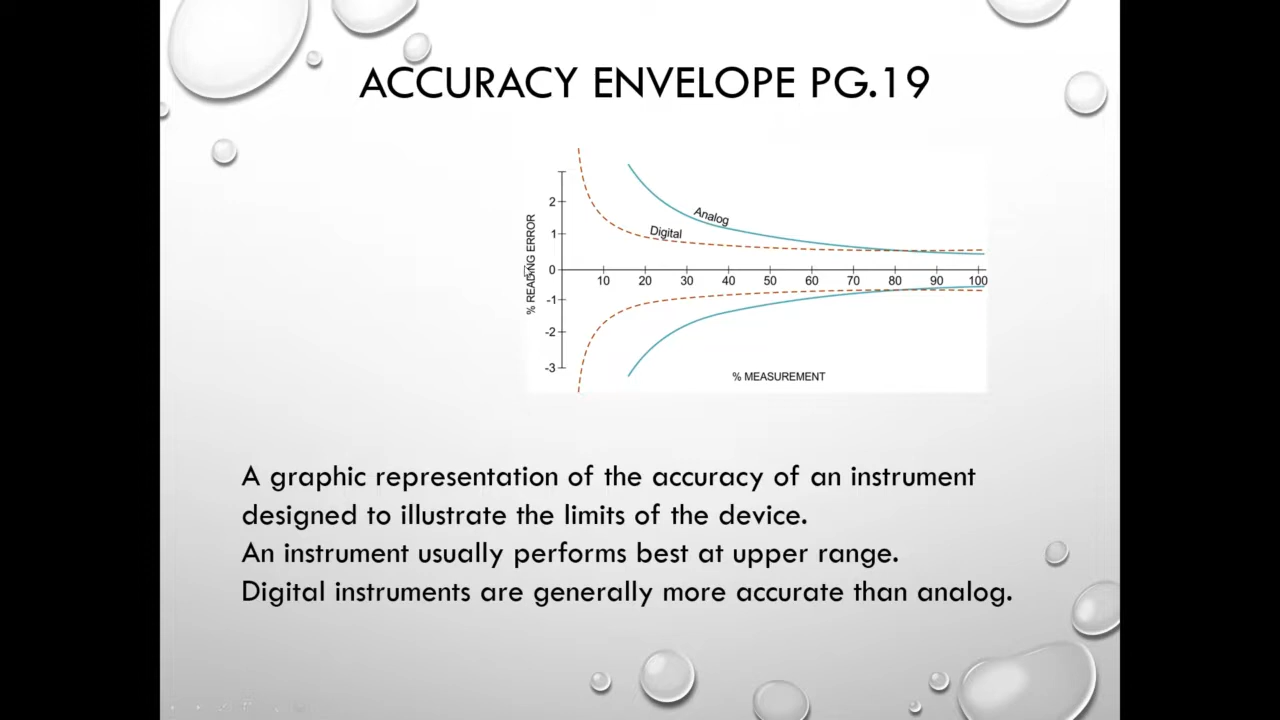 ACCURACY ENVELOPE PG.19
2
1
0
-1
-2
-3
% READING ERROR
Analog
Digital
10 20 30 40 50 60 70 80 90 100
% MEASUREMENT
A graphic representation of the accuracy of an instrument
designed to illustrate the limits of the device.
An instrument usually performs best at upper range.
Digital instruments are generally more accurate than analog.